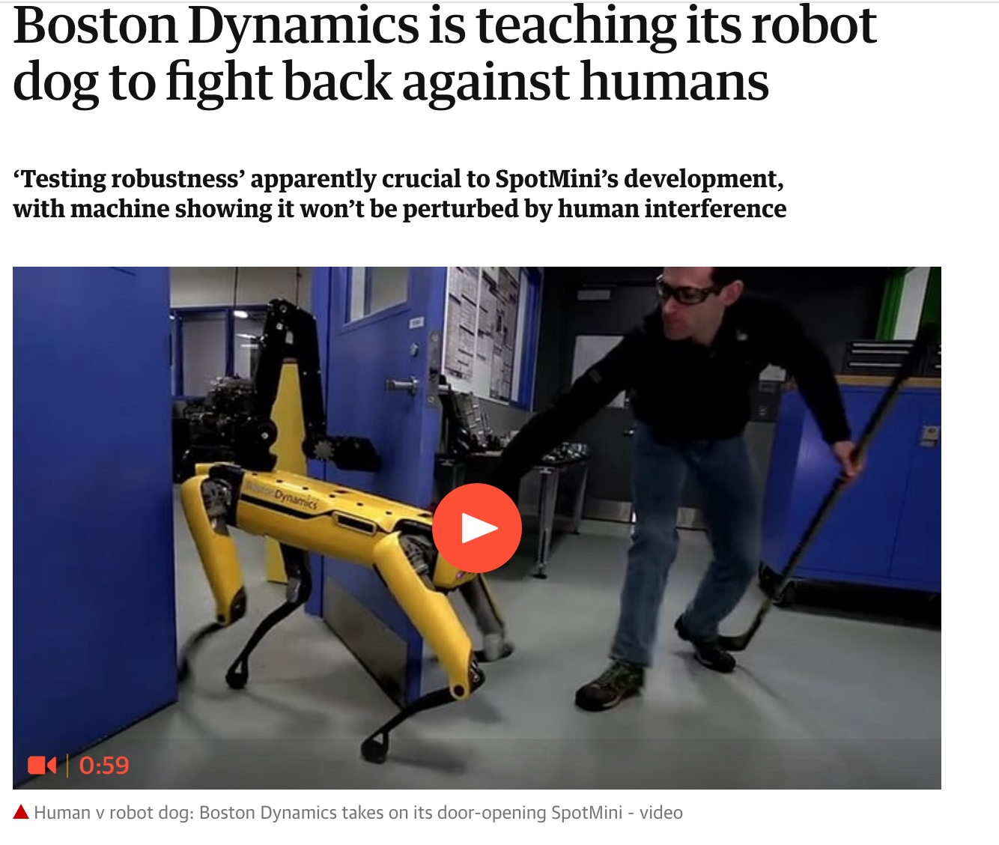 Boston Dynamics is teaching its robot
dog to fight back against humans
‘Testing robustness’ apparently crucial to SpotMini’s development,
with machine showing it won’t be perturbed by human interference
BostonDynamics
0:59
Human v robot dog: Boston Dynamics takes on its door-opening SpotMini - video